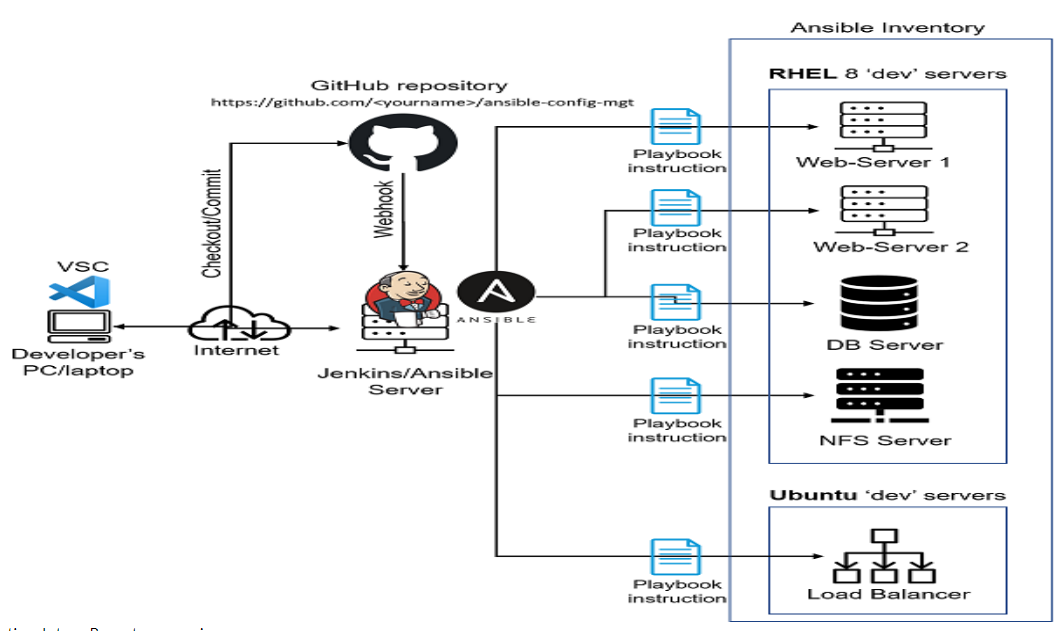 Ansible Inventory
RHEL 8 ‘dev’ servers
GitHub repository
https://github.com/<yourname>/ansible-config-mgt
Playbook
instruction
Web-Server 1
Checkout/Commit
Webhook
Playbook
instruction
Web-Server 2
VSC
ANSIBLE
Playbook
instruction
DB Server
Developer's
PC/laptop
Internet
Jenkins/Ansible
Server
Playbook
instruction
NFS Server
Ubuntu ‘dev’ servers
Playbook
instruction
Load Balancer